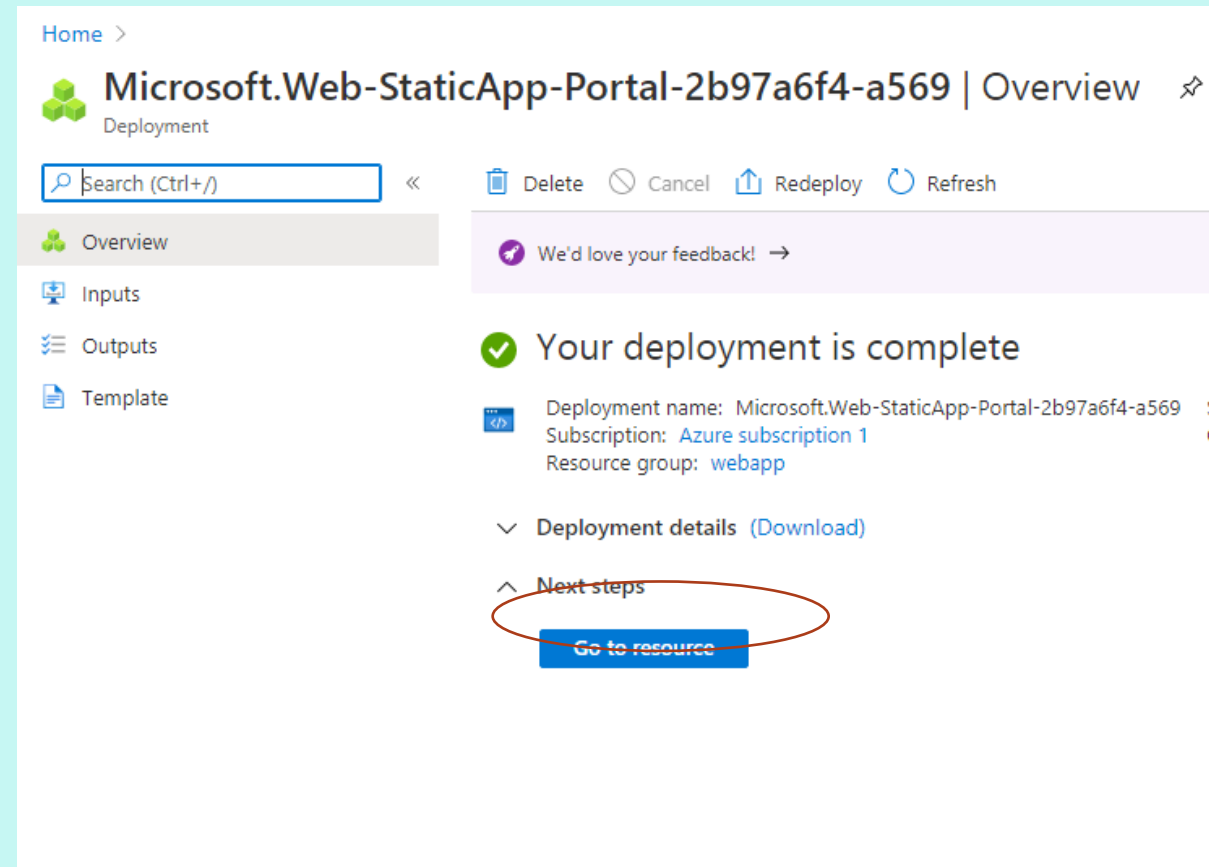 Home >
Microsoft.Web-StaticApp-Portal-2b97a6f4-a569 | Overview
Deployment
Search (Ctrl+/)
«
Delete Cancel Redeploy Refresh
Overview
We'd love your feedback! →
Inputs
Your deployment is complete
Outputs
Template
Deployment name: Microsoft.Web-StaticApp-Portal-2b97a6f4-a569
Subscription: Azure subscription 1
Resource group: webapp
Deployment details (Download)
Next steps
Go to resource